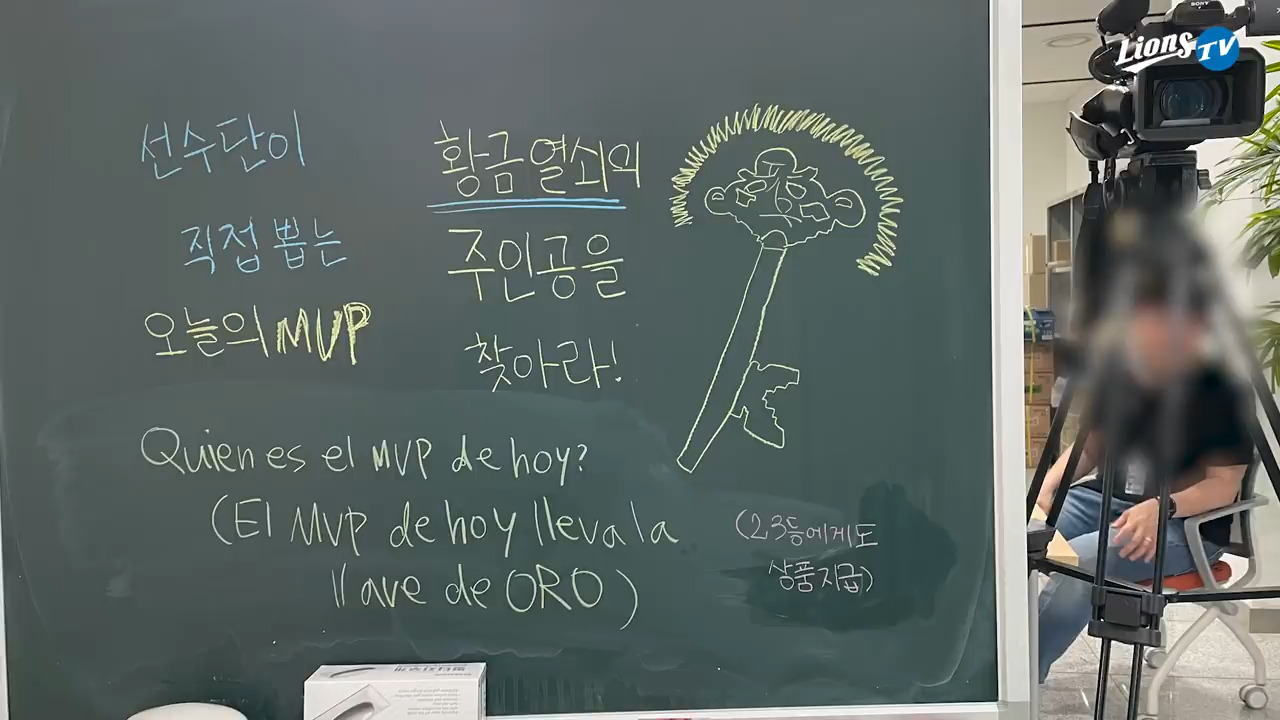 선수단이
직접 뽑는
오늘의 MVP
황금열쇠의
주인공을
찾아라!
Quien es el MVP de hoy?
(El MVP de hoy lleva la
llave de ORO)
(2,3등에게도
상품지급)
Lions TV
SONY